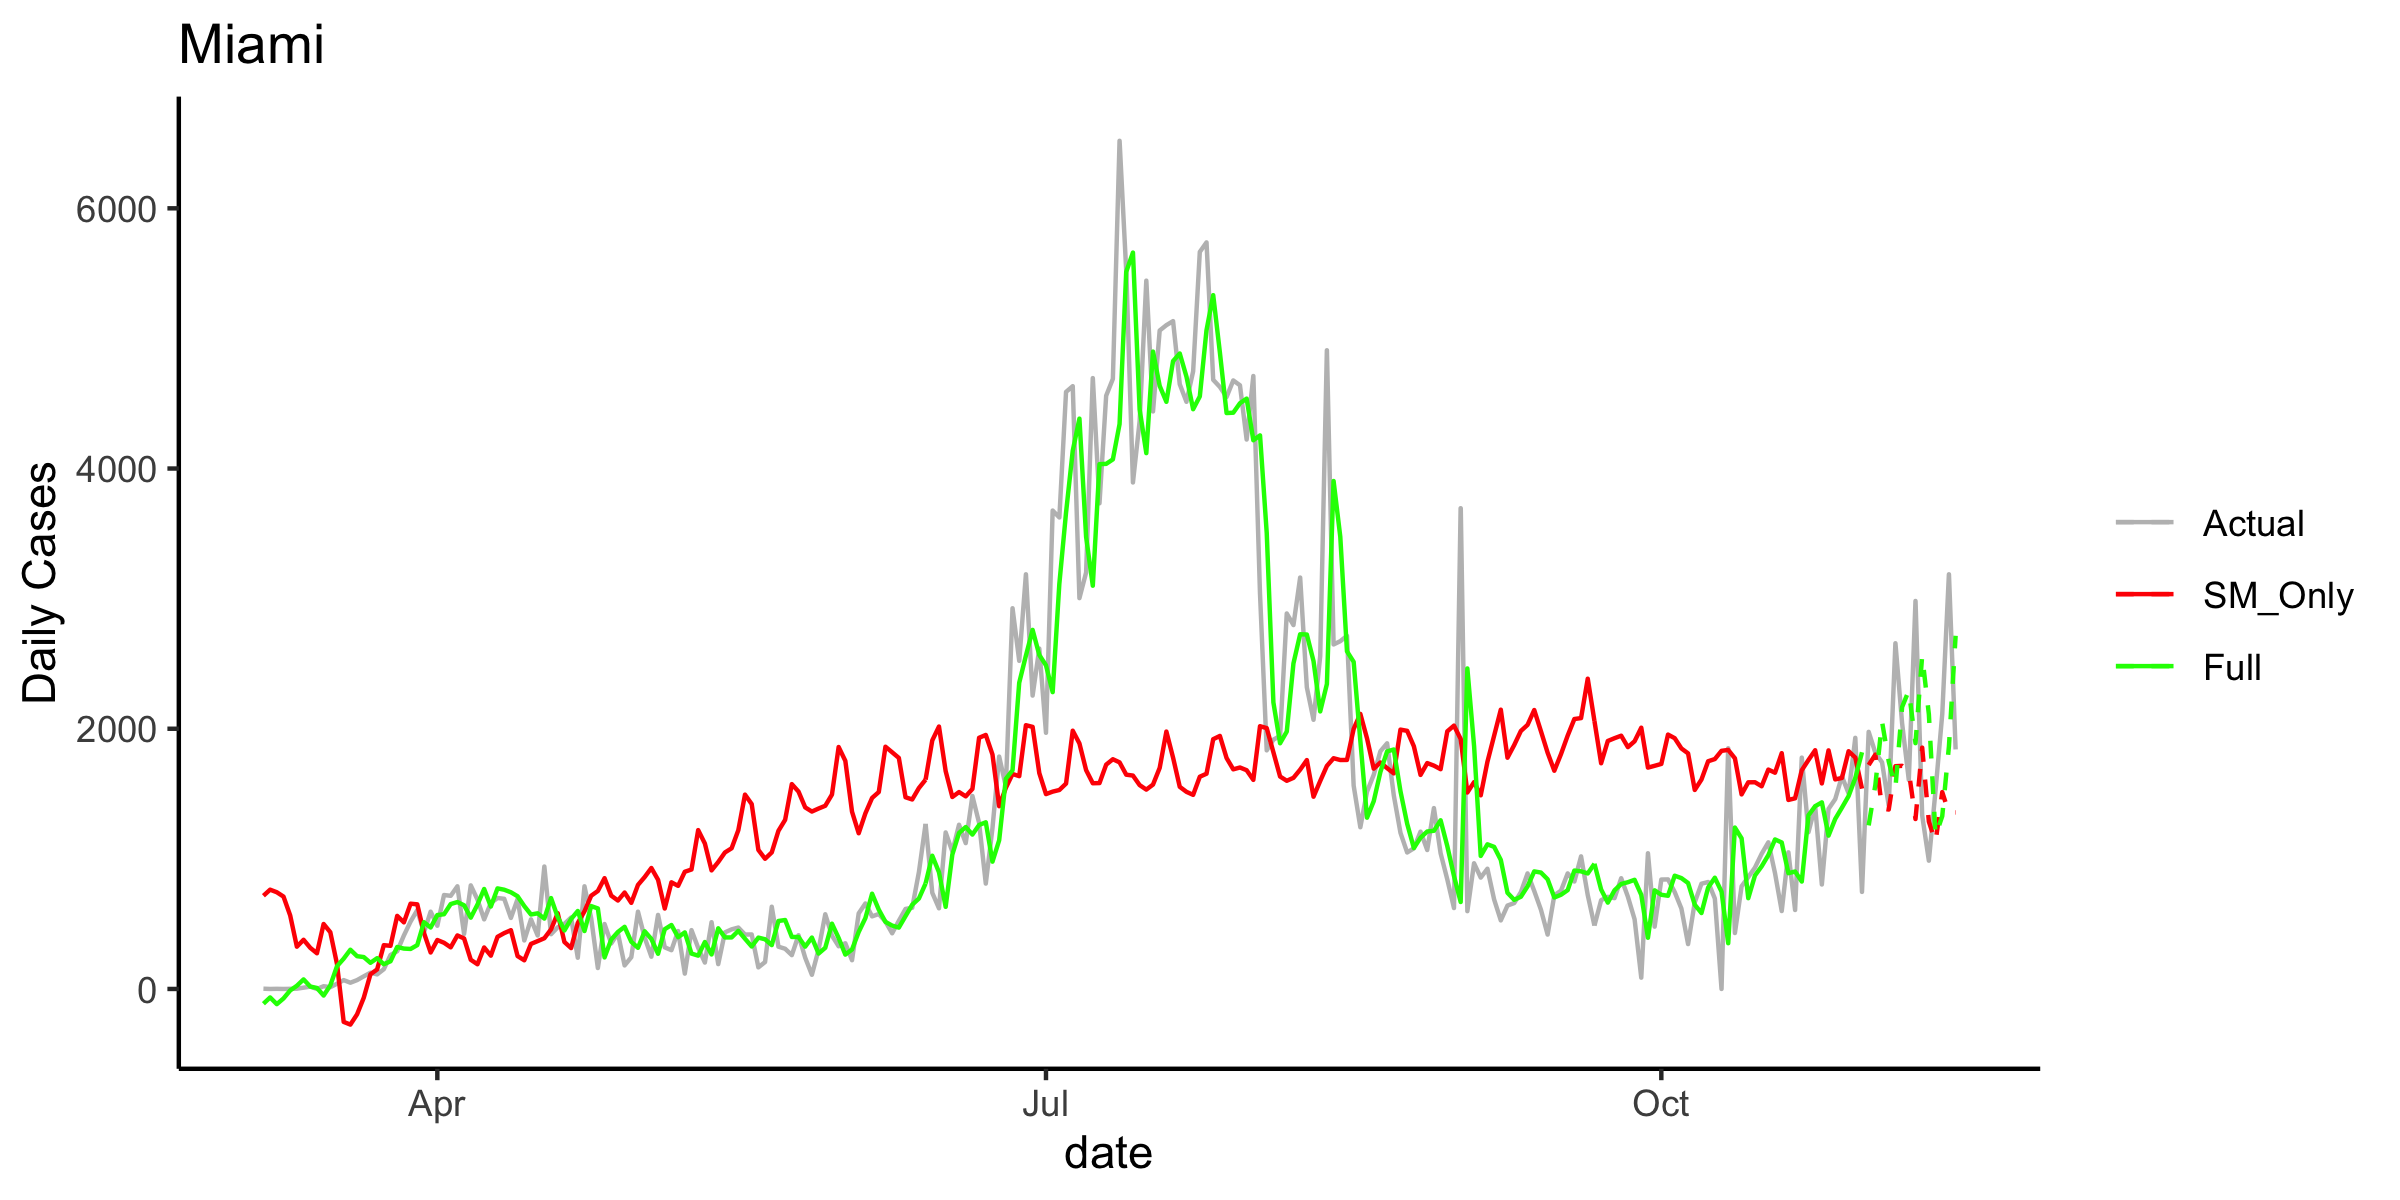 Miami
Daily Cases
6000
4000
2000
0
Apr
Jul
Oct
date
Actual
SM_Only
Full